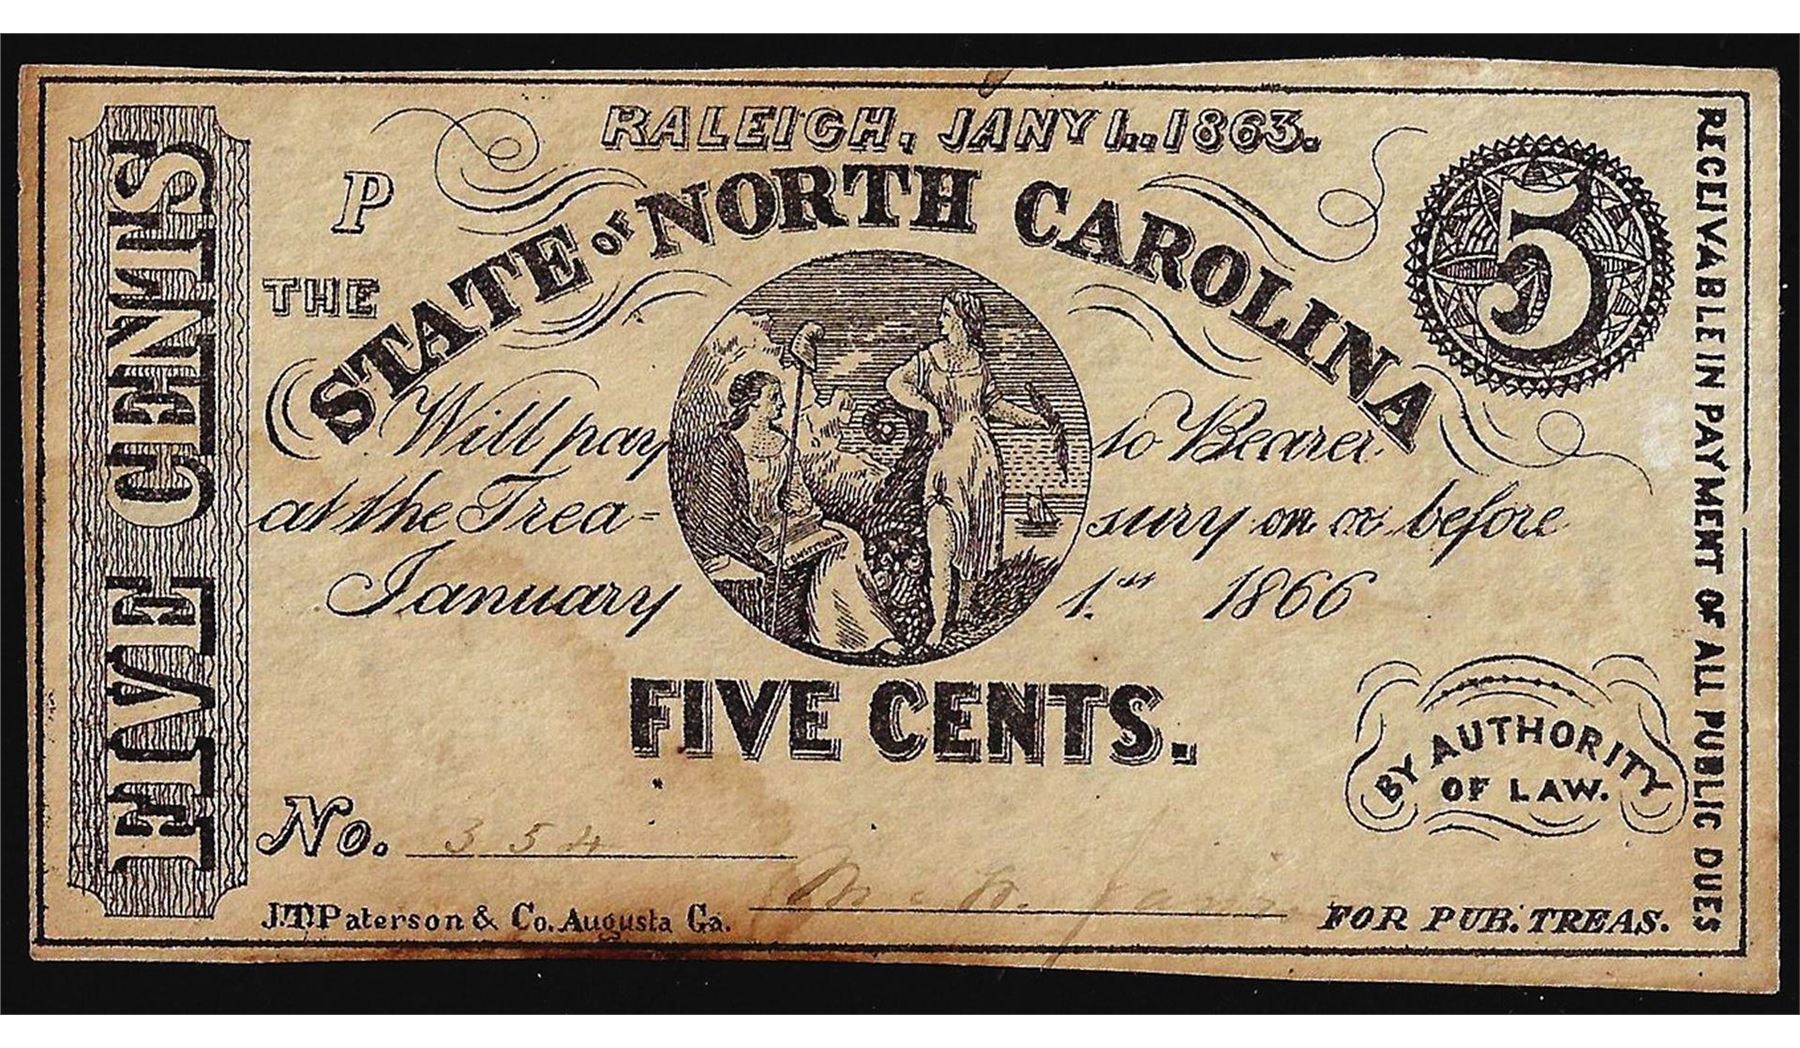 RALEIGH, JANY 1,..1863.
P
THE
STATE OF NORTH CAROLINA
5
Will pay to Bearer
at the Trea= sury on or before
January 1.st 1866
FIVE CENTS.
BY AUTHORITY
OF LAW.
No. 354
J.T.Paterson & Co. Augusta Ga.
FOR PUB. TREAS.
FIVE CENTS
RECEIVABLE IN PAYMENT OF ALL PUBLIC DUES